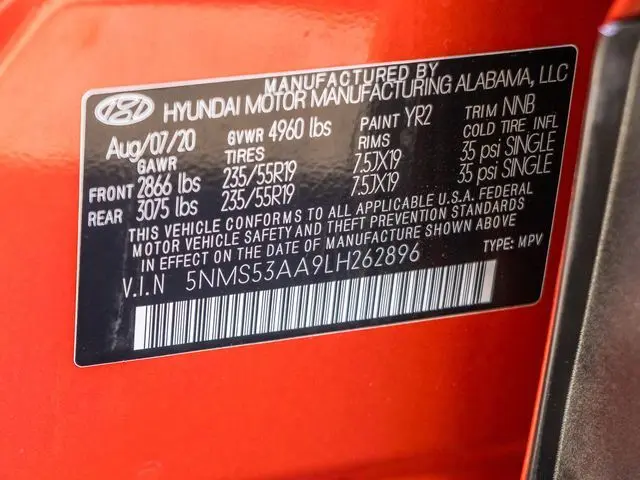 MANUFACTURED BY
HYUNDAI MOTOR MANUFACTURING ALABAMA, LLC
Aug/07/20 GVWR 4960 lbs PAINT YR2 TRIM NNB
GAWR TIRES RIMS COLD TIRE INFL
FRONT 2866 lbs 235/55R19 7.5JX19 35 psi SINGLE
REAR 3075 lbs 235/55R19 7.5JX19 35 psi SINGLE
THIS VEHICLE CONFORMS TO ALL APPLICABLE U.S.A. FEDERAL
MOTOR VEHICLE SAFETY AND THEFT PREVENTION STANDARDS
IN EFFECT ON THE DATE OF MANUFACTURE SHOWN ABOVE
V.I.N 5NMS53AA9LH262896 TYPE: MPV